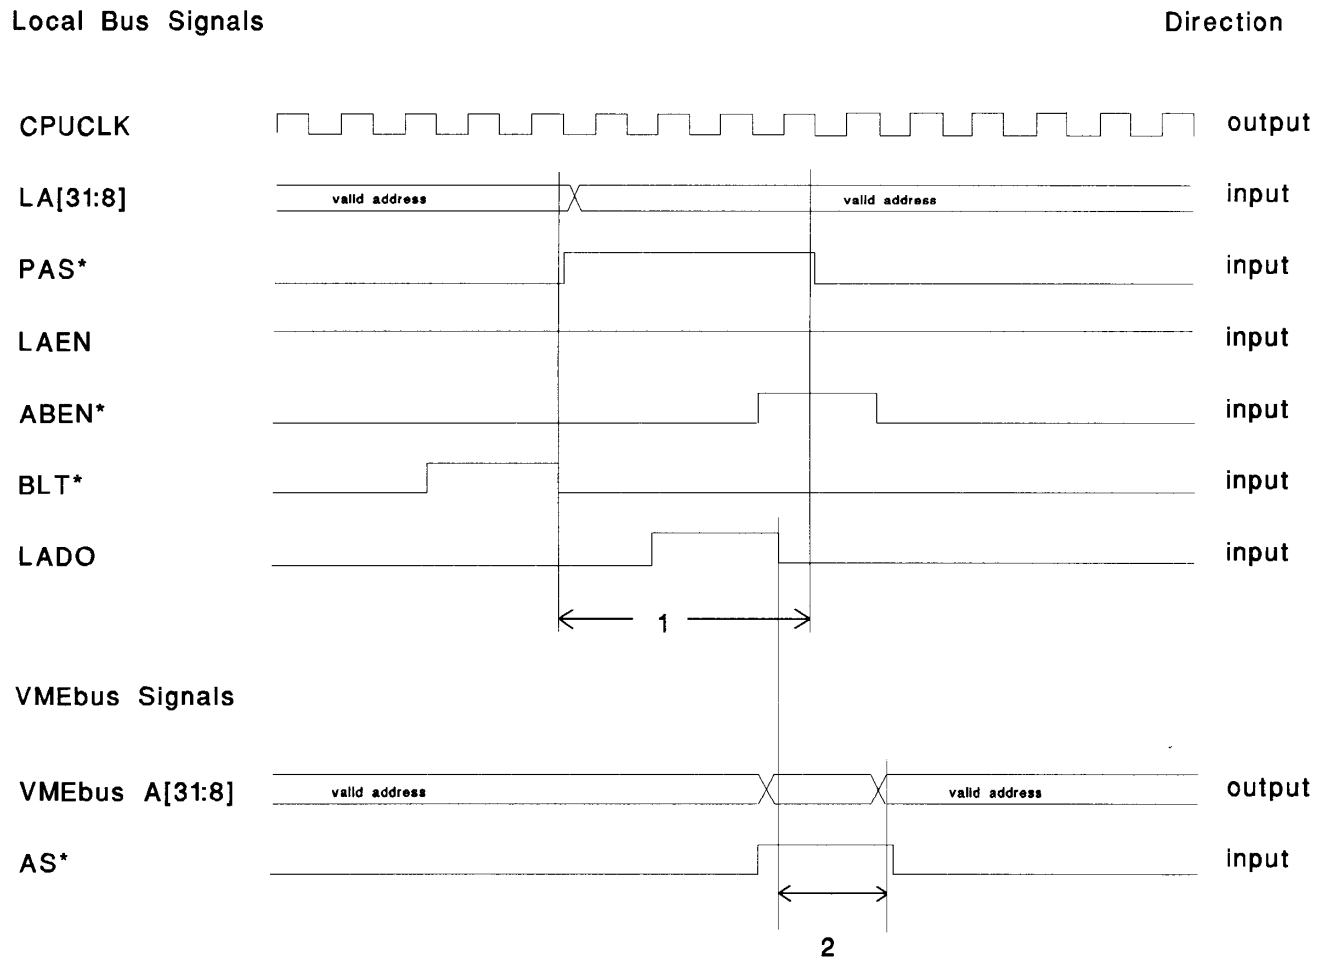 Local Bus Signals Direction
CPUCLK output
LA[31:8] valid address valid address input
PAS* input
LAEN input
ABEN* input
BLT* input
LADO input
1
VMEbus Signals
VMEbus A[31:8] valid address valid address output
AS* input
2